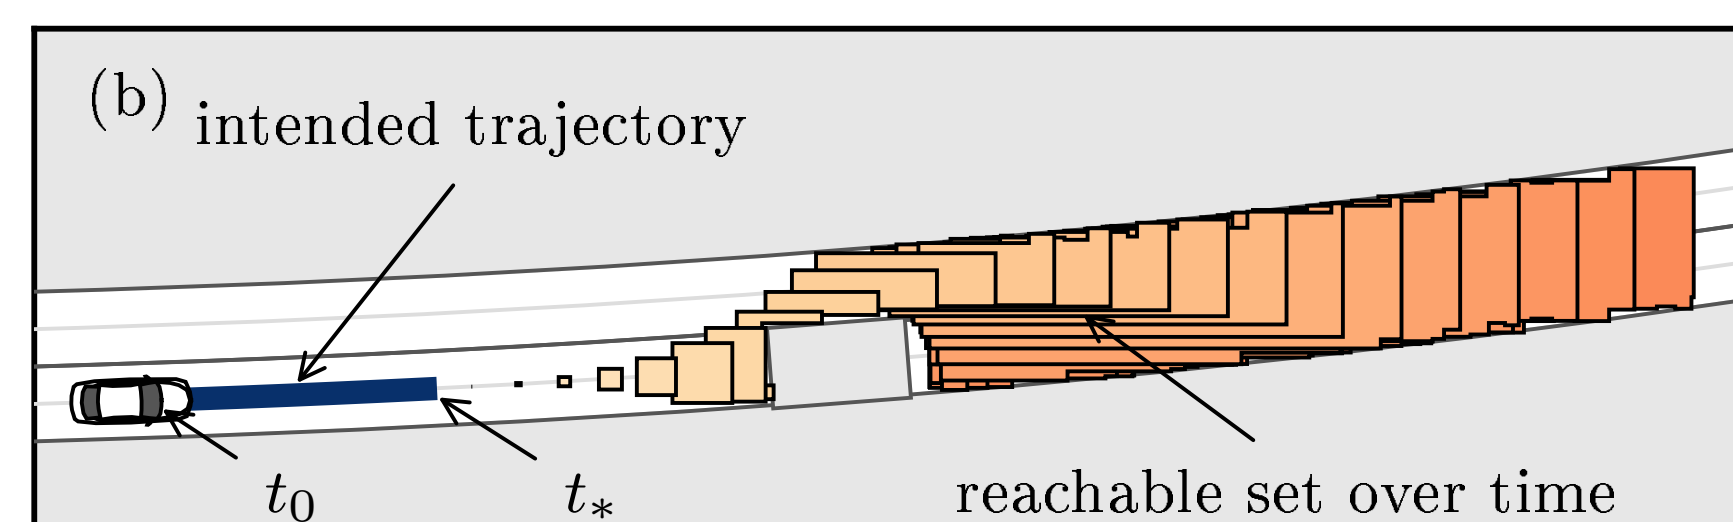 (b)
intended trajectory
t₀
t∗
reachable set over time